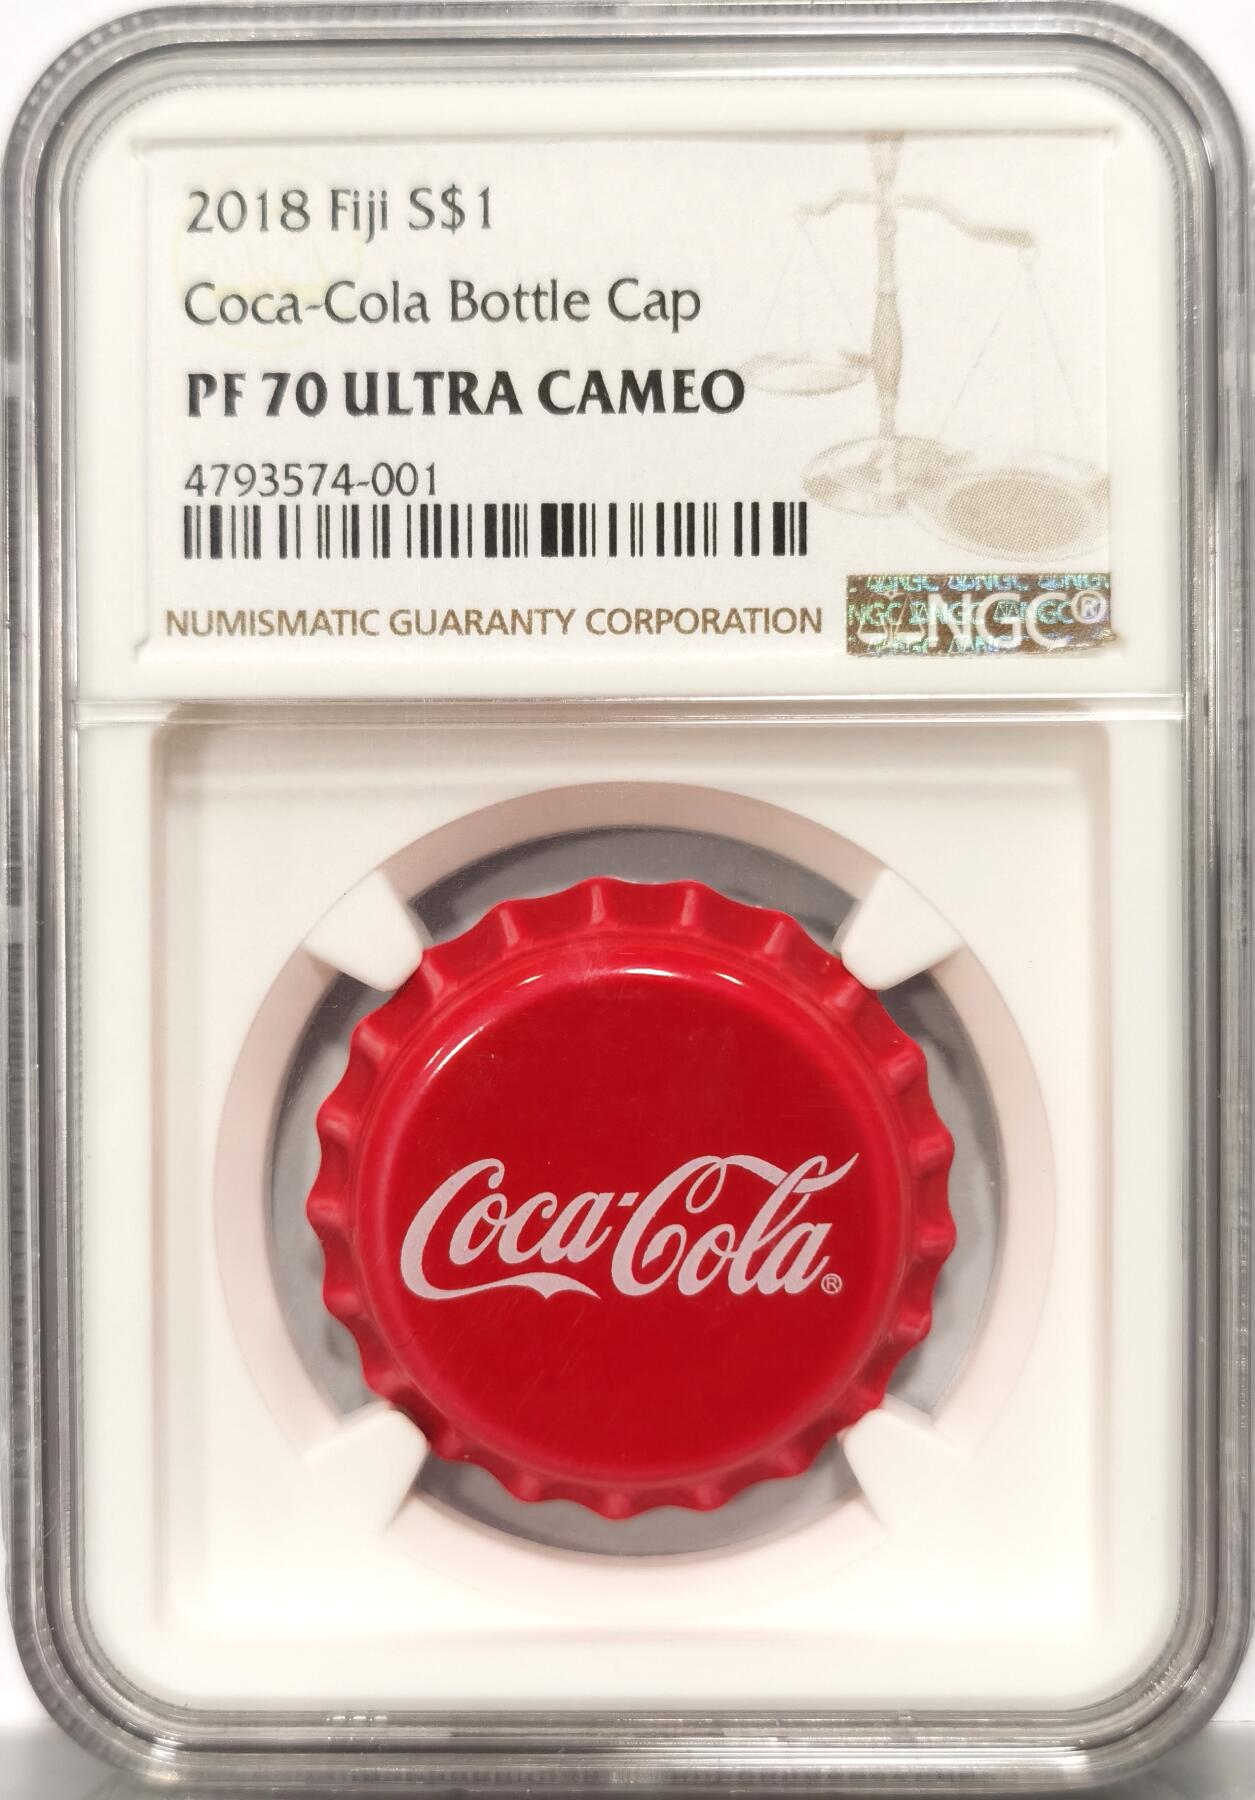 2018 Fiji S$1
Coca-Cola Bottle Cap
PF 70 ULTRA CAMEO
4793574-001
NUMISMATIC GUARANTY CORPORATION
NGC®
Coca-Cola®